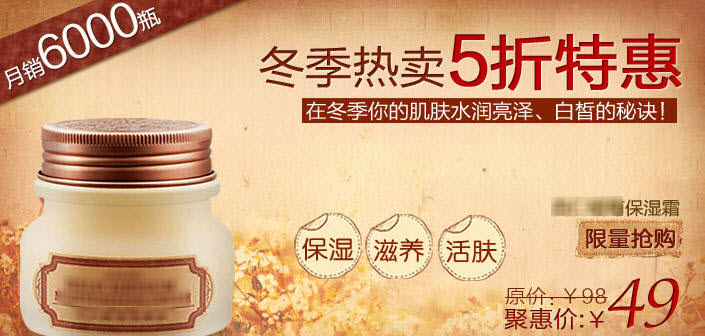 月销6000瓶
冬季热卖5折特惠
在冬季你的肌肤水润亮泽、白皙的秘诀!
保湿
滋养
活肤
保湿霜
限量抢购
原价:￥98
聚惠价:￥49